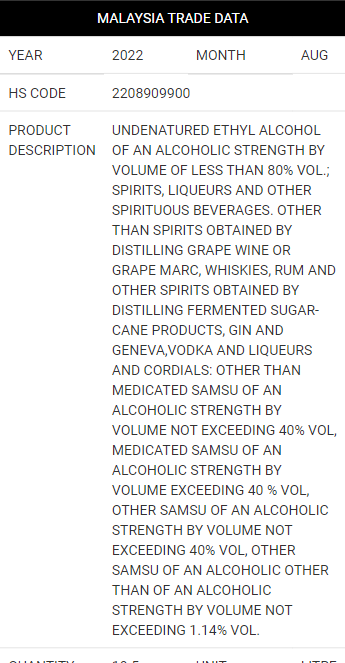 MALAYSIA TRADE DATA
YEAR 2022 MONTH AUG
HS CODE 2208909900
PRODUCT DESCRIPTION
UNDENATURED ETHYL ALCOHOL
OF AN ALCOHOLIC STRENGTH BY
VOLUME OF LESS THAN 80% VOL.;
SPIRITS, LIQUEURS AND OTHER
SPIRITUOUS BEVERAGES. OTHER
THAN SPIRITS OBTAINED BY
DISTILLING GRAPE WINE OR
GRAPE MARC, WHISKIES, RUM AND
OTHER SPIRITS OBTAINED BY
DISTILLING FERMENTED SUGAR-
CANE PRODUCTS, GIN AND
GENEVA,VODKA AND LIQUEURS
AND CORDIALS: OTHER THAN
MEDICATED SAMSU OF AN
ALCOHOLIC STRENGTH BY
VOLUME NOT EXCEEDING 40% VOL,
MEDICATED SAMSU OF AN
ALCOHOLIC STRENGTH BY
VOLUME EXCEEDING 40 % VOL,
OTHER SAMSU OF AN ALCOHOLIC
STRENGTH BY VOLUME NOT
EXCEEDING 40% VOL, OTHER
SAMSU OF AN ALCOHOLIC OTHER
THAN OF AN ALCOHOLIC
STRENGTH BY VOLUME NOT
EXCEEDING 1.14% VOL.